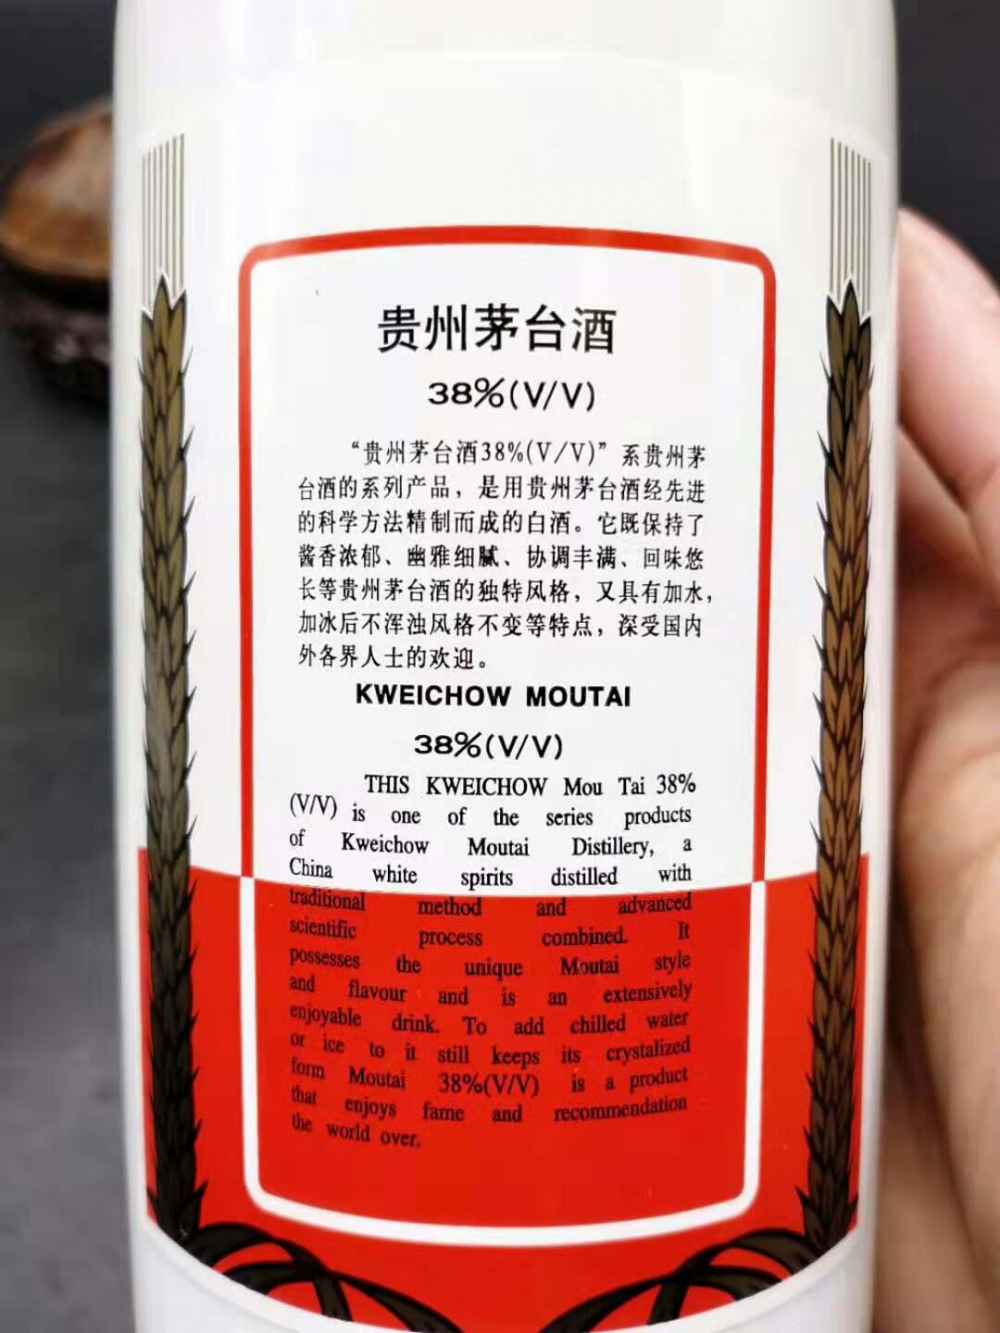 贵州茅台酒
38%(V/V)
“贵州茅台酒38%(V/V)”系贵州茅
台酒的系列产品，是用贵州茅台酒经先进
的科学方法精制而成的白酒。它既保持了
酱香浓郁、幽雅细腻、协调丰满、回味悠
长等贵州茅台酒的独特风格，又具有加水，
加冰后不浑浊风格不变等特点，深受国内
外各界人士的欢迎。
KWEICHOW MOUTAI
38%(V/V)
THIS KWEICHOW Mou Tai 38%
(V/V) is one of the series products
of Kweichow Moutai Distillery, a
China white spirits distilled with
traditional method and advanced
scientific process combined. It
possesses the unique Moutai style
and flavour and is an extensively
enjoyable drink. To add chilled water
or ice to it still keeps its crystalized
form Moutai 38%(V/V) is a product
that enjoys fame and recommendation
the world over.